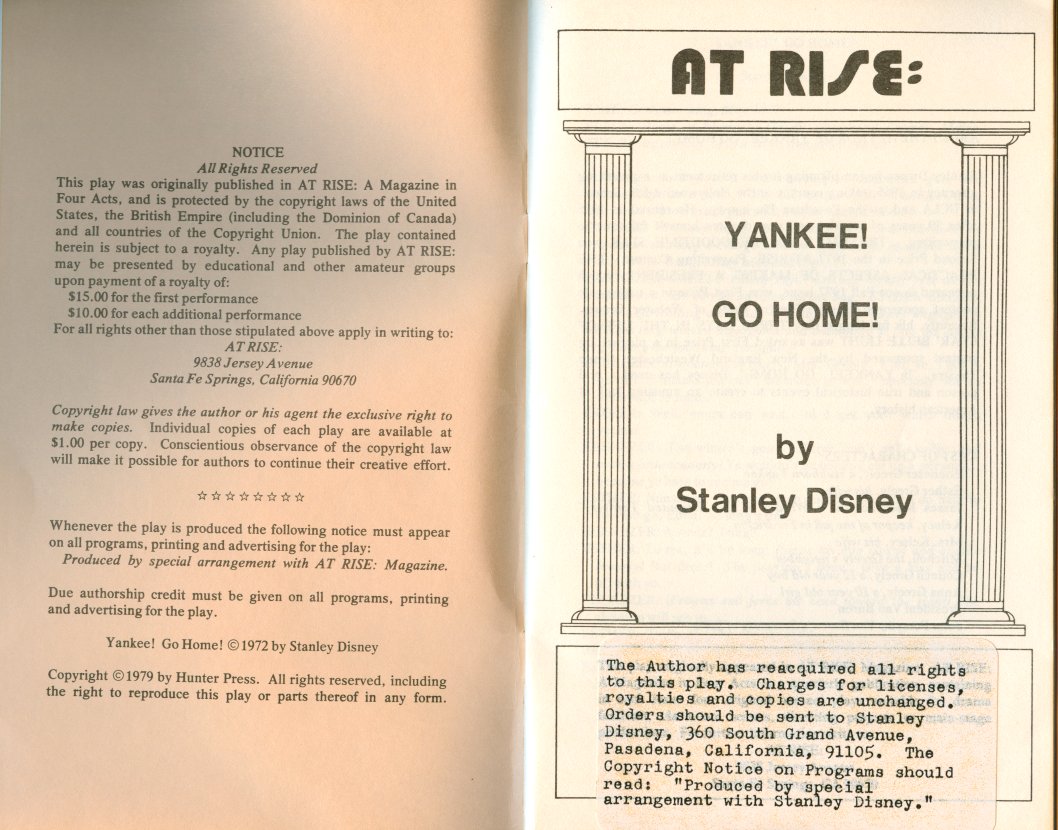 NOTICE
All Rights Reserved
This play was originally published in AT RISE: A Magazine in
Four Acts, and is protected by the copyright laws of the United
States, the British Empire (including the Dominion of Canada)
and all countries of the Copyright Union. The play contained
herein is subject to a royalty. Any play published by AT RISE:
may be presented by educational and other amateur groups
upon payment of a royalty of:
$15.00 for the first performance
$10.00 for each additional performance
For all rights other than those stipulated above apply in writing to:
AT RISE:
9838 Jersey Avenue
Santa Fe Springs, California 90670
Copyright law gives the author or his agent the exclusive right to
make copies. Individual copies of each play are available at
$1.00 per copy. Conscientious observance of the copyright law
will make it possible for authors to continue their creative effort.
☆☆☆☆☆☆☆☆
Whenever the play is produced the following notice must appear
on all programs, printing and advertising for the play:
Produced by special arrangement with AT RISE: Magazine.
Due authorship credit must be given on all programs, printing
and advertising for the play.
Yankee! Go Home! ©1972 by Stanley Disney
Copyright ©1979 by Hunter Press. All rights reserved, including
the right to reproduce this play or parts thereof in any form.
AT RISE:
YANKEE!
GO HOME!
by
Stanley Disney
The Author has reacquired all rights
to this play. Charges for licenses,
royalties and copies are unchanged.
Orders should be sent to Stanley
Disney, 360 South Grand Avenue,
Pasadena, California, 91105. The
Copyright Notice on Programs should
read: "Produced by special
arrangement with Stanley Disney."